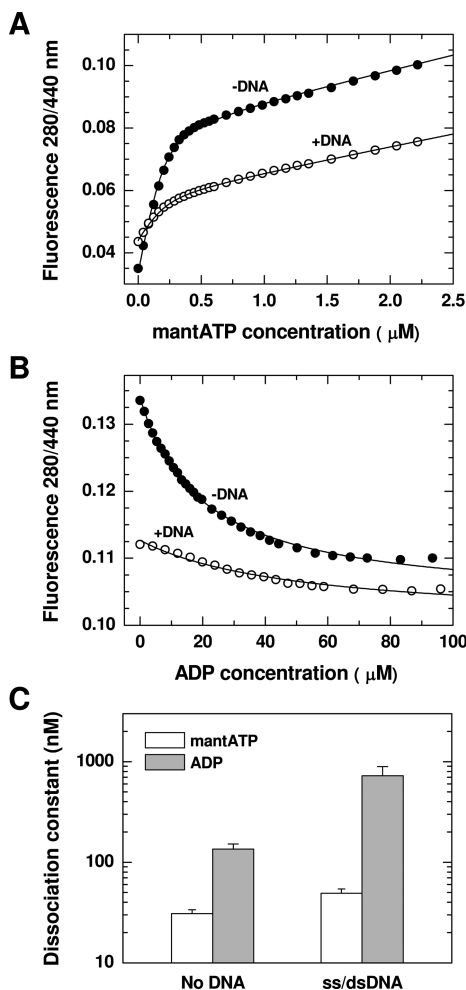 A
Fluorescence 280/440 nm
0.10
0.08
0.06
0.04
-DNA
+DNA
0.0 0.5 1.0 1.5 2.0 2.5
mantATP concentration ( μM)
B
Fluorescence 280/440 nm
0.13
0.12
0.11
0.10
-DNA
+DNA
0 20 40 60 80 100
ADP concentration ( μM)
C
Dissociation constant (nM)
1000
100
10
mantATP
ADP
No DNA ss/dsDNA